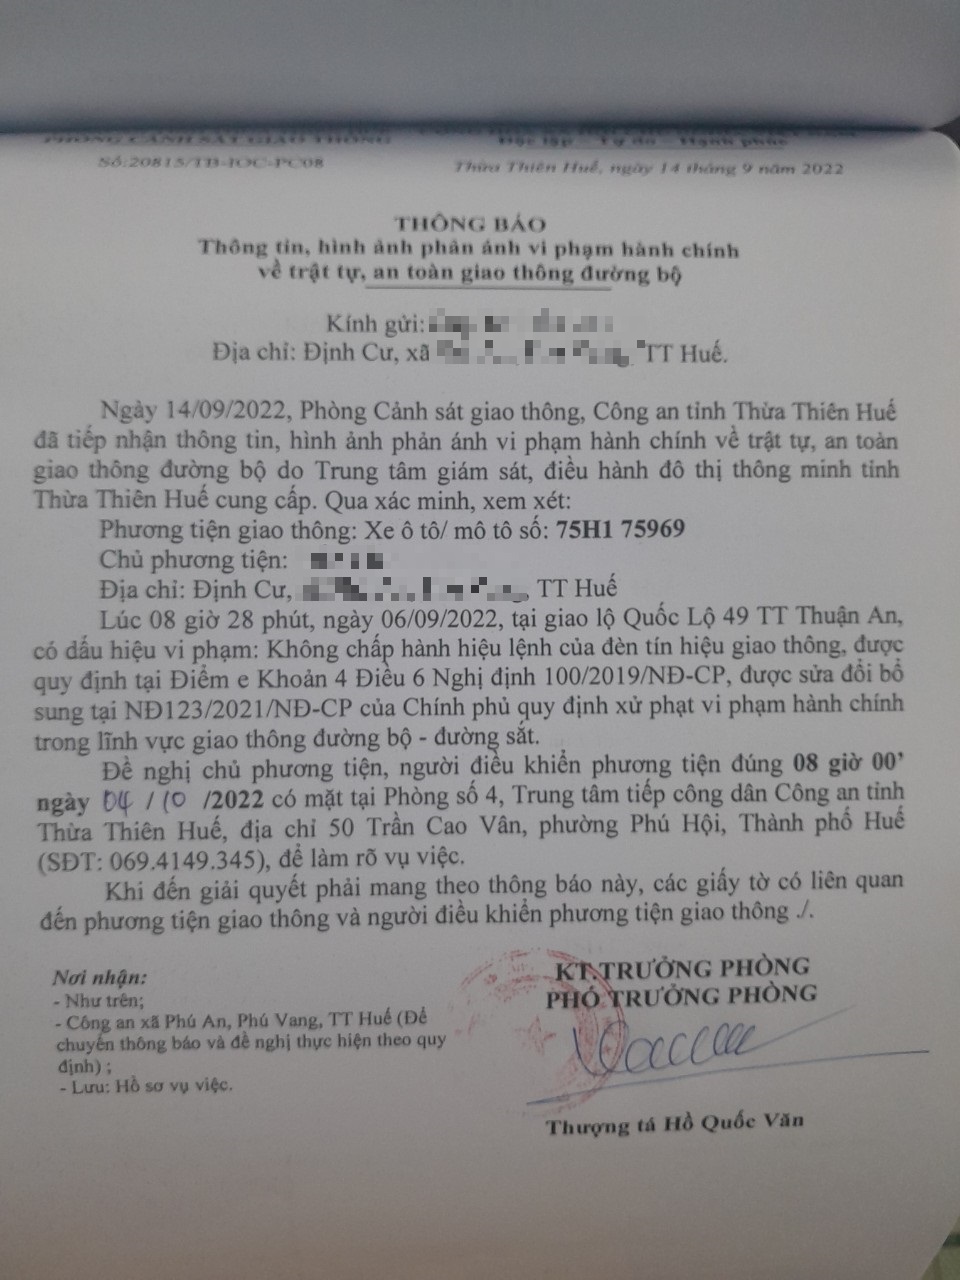 PHÒNG CẢNH SÁT GIAO THÔNG
Độc lập – Tự do – Hạnh phúc
Số:20815/TB-IOC-PC08
Thừa Thiên Huế, ngày 14 tháng 9 năm 2022
THÔNG BÁO
Thông tin, hình ảnh phản ánh vi phạm hành chính
về trật tự, an toàn giao thông đường bộ
Kính gửi:
Địa chỉ: Định Cư, xã TT Huế.
Ngày 14/09/2022, Phòng Cảnh sát giao thông, Công an tỉnh Thừa Thiên Huế
đã tiếp nhận thông tin, hình ảnh phản ánh vi phạm hành chính về trật tự, an toàn
giao thông đường bộ do Trung tâm giám sát, điều hành đô thị thông minh tỉnh
Thừa Thiên Huế cung cấp. Qua xác minh, xem xét:
Phương tiện giao thông: Xe ô tô/ mô tô số: 75H1 75969
Chủ phương tiện:
Địa chỉ: Định Cư, , TT Huế
Lúc 08 giờ 28 phút, ngày 06/09/2022, tại giao lộ Quốc Lộ 49 TT Thuận An,
có dấu hiệu vi phạm: Không chấp hành hiệu lệnh của đèn tín hiệu giao thông, được
quy định tại Điểm e Khoản 4 Điều 6 Nghị định 100/2019/NĐ-CP, được sửa đổi bổ
sung tại NĐ123/2021/NĐ-CP của Chính phủ quy định xử phạt vi phạm hành chính
trong lĩnh vực giao thông đường bộ - đường sắt.
Đề nghị chủ phương tiện, người điều khiển phương tiện đúng 08 giờ 00’
ngày 04 / 10 /2022 có mặt tại Phòng số 4, Trung tâm tiếp công dân Công an tỉnh
Thừa Thiên Huế, địa chỉ 50 Trần Cao Vân, phường Phú Hội, Thành phố Huế
(SĐT: 069.4149.345), để làm rõ vụ việc.
Khi đến giải quyết phải mang theo thông báo này, các giấy tờ có liên quan
đến phương tiện giao thông và người điều khiển phương tiện giao thông ./.
Nơi nhận:
- Như trên;
- Công an xã Phú An, Phú Vang, TT Huế (Để
chuyển thông báo và đề nghị thực hiện theo quy
định) ;
- Lưu: Hồ sơ vụ việc.
KT.TRƯỞNG PHÒNG
PHÓ TRƯỞNG PHÒNG
Thượng tá Hồ Quốc Văn